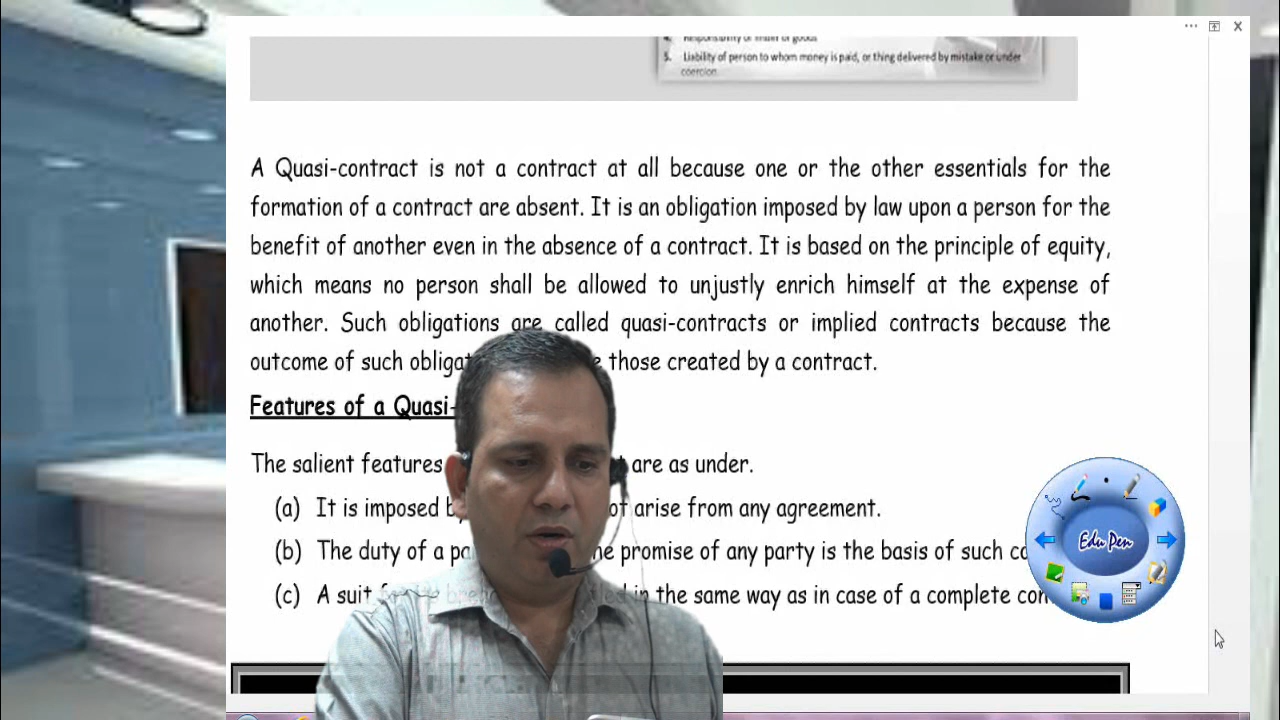 4. Responsibility of finder of goods
5. Liability of person to whom money is paid, or thing delivered by mistake or under
coercion
A Quasi-contract is not a contract at all because one or the other essentials for the
formation of a contract are absent. It is an obligation imposed by law upon a person for the
benefit of another even in the absence of a contract. It is based on the principle of equity,
which means no person shall be allowed to unjustly enrich himself at the expense of
another. Such obligations are called quasi-contracts or implied contracts because the
outcome of such those created by a contract.
Features of a Quasi-
The salient features are as under.
(a) It is imposed arise from any agreement.
(b) The duty of a promise of any party is the basis of such
Edu Pen
(c) A suit in the same way as in case of a complete